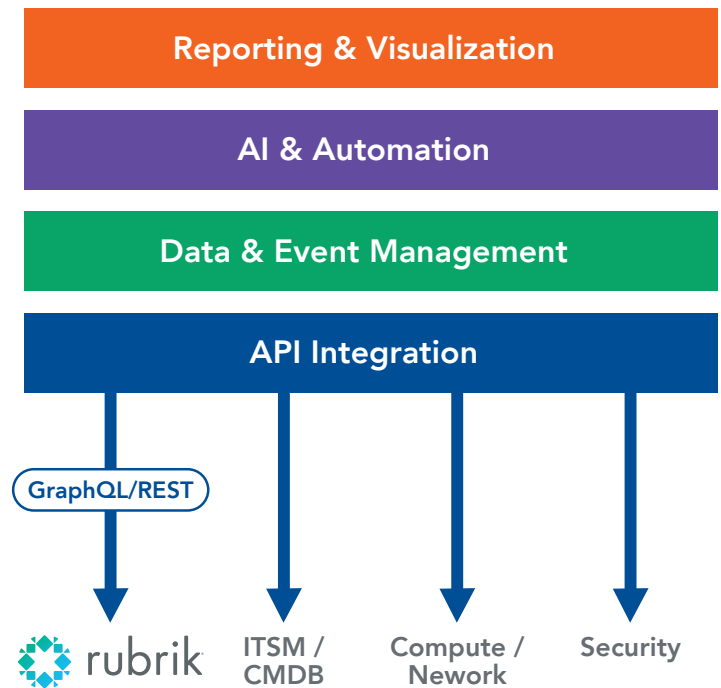 Reporting & Visualization
AI & Automation
Data & Event Management
API Integration
GraphQL/REST
rubrik
ITSM /
CMDB
Compute /
Nework
Security